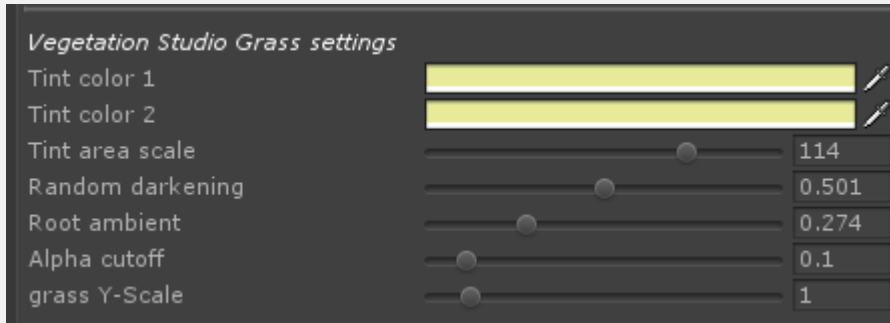 Vegetation Studio Grass settings
Tint color 1
Tint color 2
Tint area scale 114
Random darkening 0.501
Root ambient 0.274
Alpha cutoff 0.1
grass Y-Scale 1